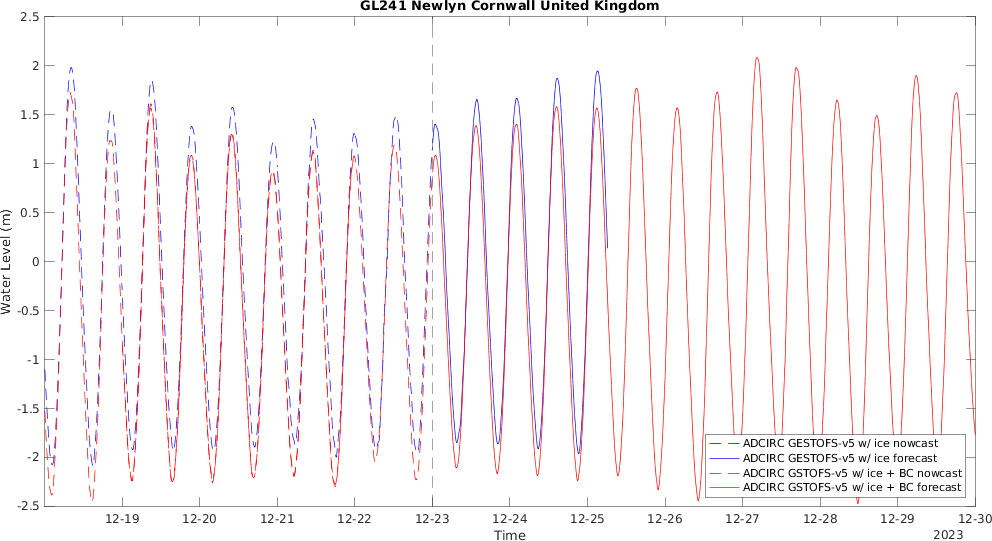 GL241 Newlyn Cornwall United Kingdom
2.5
2
1.5
1
0.5
0
-0.5
-1
-1.5
-2
-2.5
Water Level (m)
ADCIRC GESTOFS-v5 w/ ice nowcast
ADCIRC GESTOFS-v5 w/ ice forecast
ADCIRC GSTOFS-v5 w/ ice + BC nowcast
ADCIRC GSTOFS-v5 w/ ice + BC forecast
12-19 12-20 12-21 12-22 12-23 12-24 12-25 12-26 12-27 12-28 12-29 12-30
Time
2023